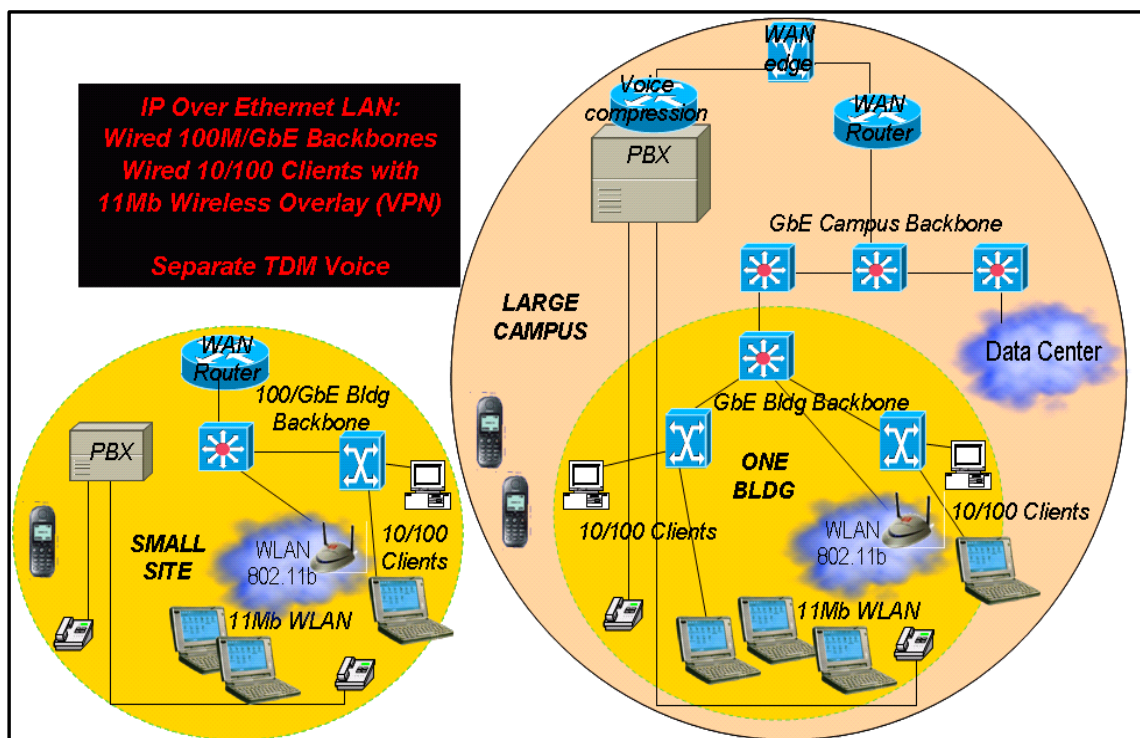 IP Over Ethernet LAN:
Wired 100M/GbE Backbones
Wired 10/100 Clients with
11Mb Wireless Overlay (VPN)
Separate TDM Voice
WAN
edge
Voice
compression
WAN
Router
PBX
GbE Campus Backbone
LARGE
CAMPUS
Data Center
GbE Bldg Backbone
ONE
BLDG
10/100 Clients
10/100 Clients
WLAN
802.11b
11Mb WLAN
WAN
Router
100/GbE Bldg
Backbone
PBX
10/100
Clients
SMALL
SITE
WLAN
802.11b
11Mb WLAN